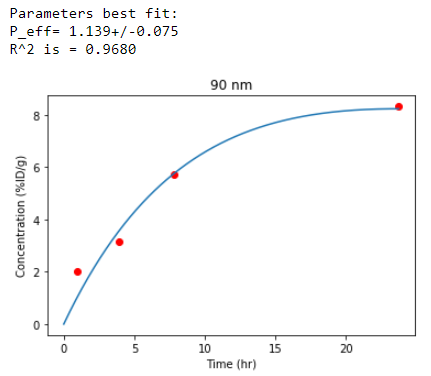 Parameters best fit:
P_eff= 1.139+/-0.075
R^2 is = 0.9680
90 nm
8
6
4
2
0
Concentration (%ID/g)
0 5 10 15 20
Time (hr)